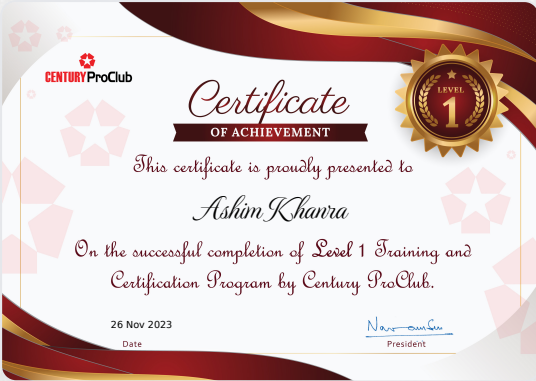 CENTURY ProClub
LEVEL
1
Certificate
OF ACHIEVEMENT
This certificate is proudly presented to
Ashim Khanra
On the successful completion of Level 1 Training and
Certification Program by Century ProClub.
26 Nov 2023
Date
President